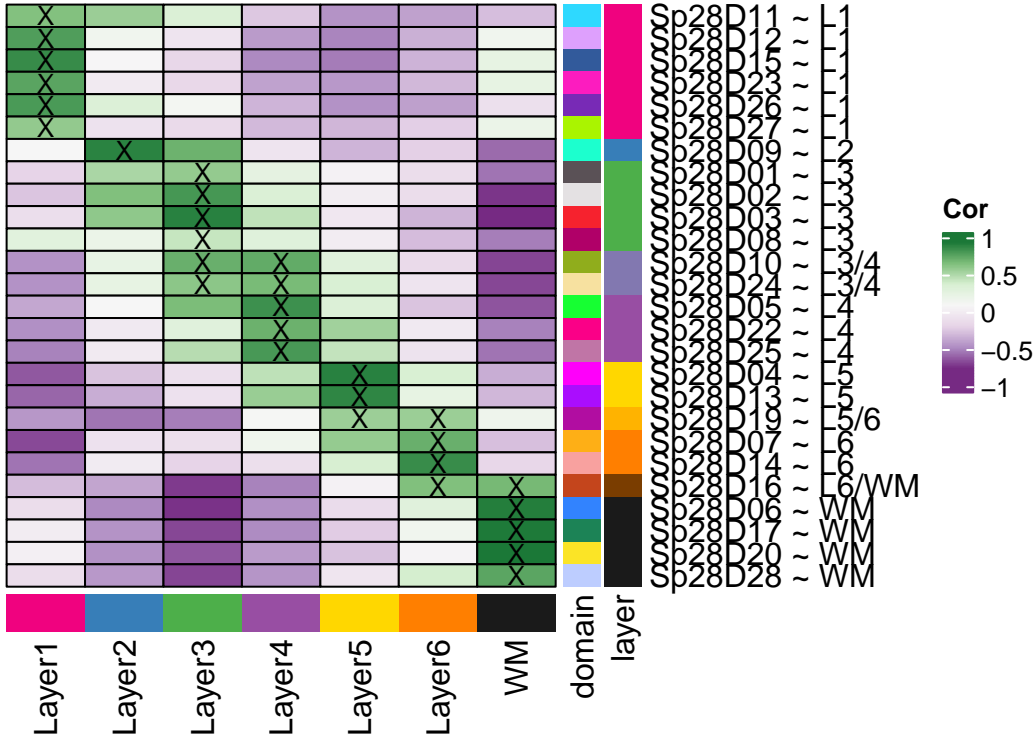 X Sp28D11 ~ L1
X Sp28D12 ~ L1
X Sp28D15 ~ L1
X Sp28D23 ~ L1
X Sp28D26 ~ L1
X Sp28D27 ~ L1
X Sp28D09 ~ L2
X Sp28D01 ~ L3
X Sp28D02 ~ L3
X Sp28D03 ~ L3
X Sp28D08 ~ L3
X X Sp28D10 ~ L3/4
X X Sp28D24 ~ L3/4
X Sp28D05 ~ L4
X Sp28D22 ~ L4
X Sp28D25 ~ L4
X Sp28D04 ~ L5
X Sp28D13 ~ L5
X X Sp28D19 ~ L5/6
X Sp28D07 ~ L6
X Sp28D14 ~ L6
X X Sp28D16 ~ L6/WM
X Sp28D06 ~ WM
X Sp28D17 ~ WM
X Sp28D20 ~ WM
X Sp28D28 ~ WM
Layer1
Layer2
Layer3
Layer4
Layer5
Layer6
WM
domain
layer
Cor
1
0.5
0
−0.5
−1